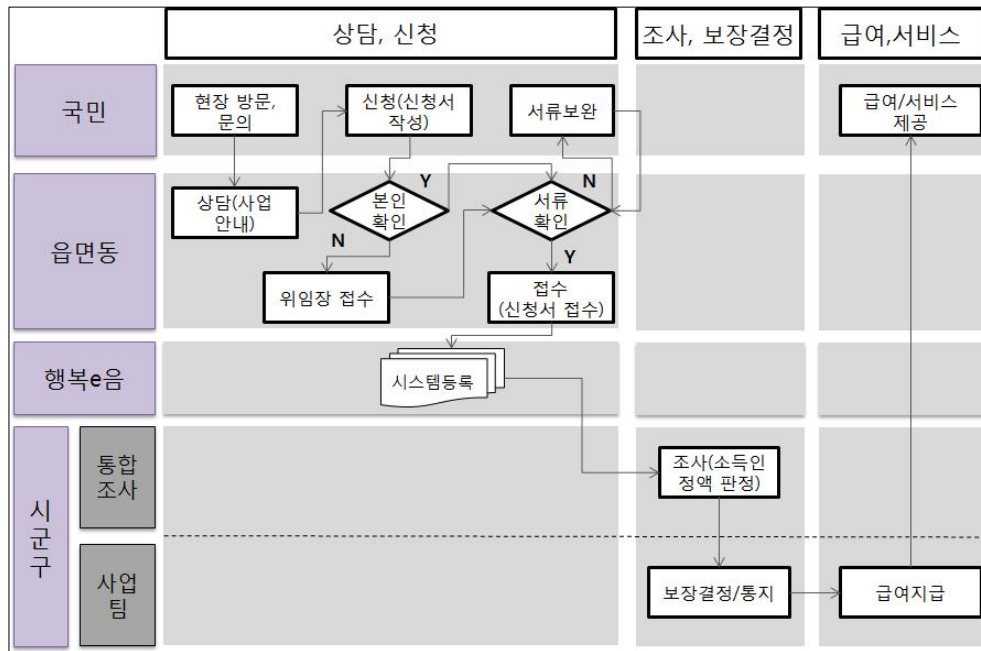 상담, 신청
조사, 보장결정
급여,서비스
국민
현장 방문,
문의
신청(신청서
작성)
서류보완
급여/서비스
제공
읍면동
상담(사업
안내)
본인
확인
Y
N
서류
확인
N
Y
위임장 접수
접수
(신청서 접수)
행복e음
시스템등록
시
군
구
통합
조사
조사(소득인
정액 판정)
사업
팀
보장결정/통지
급여지급